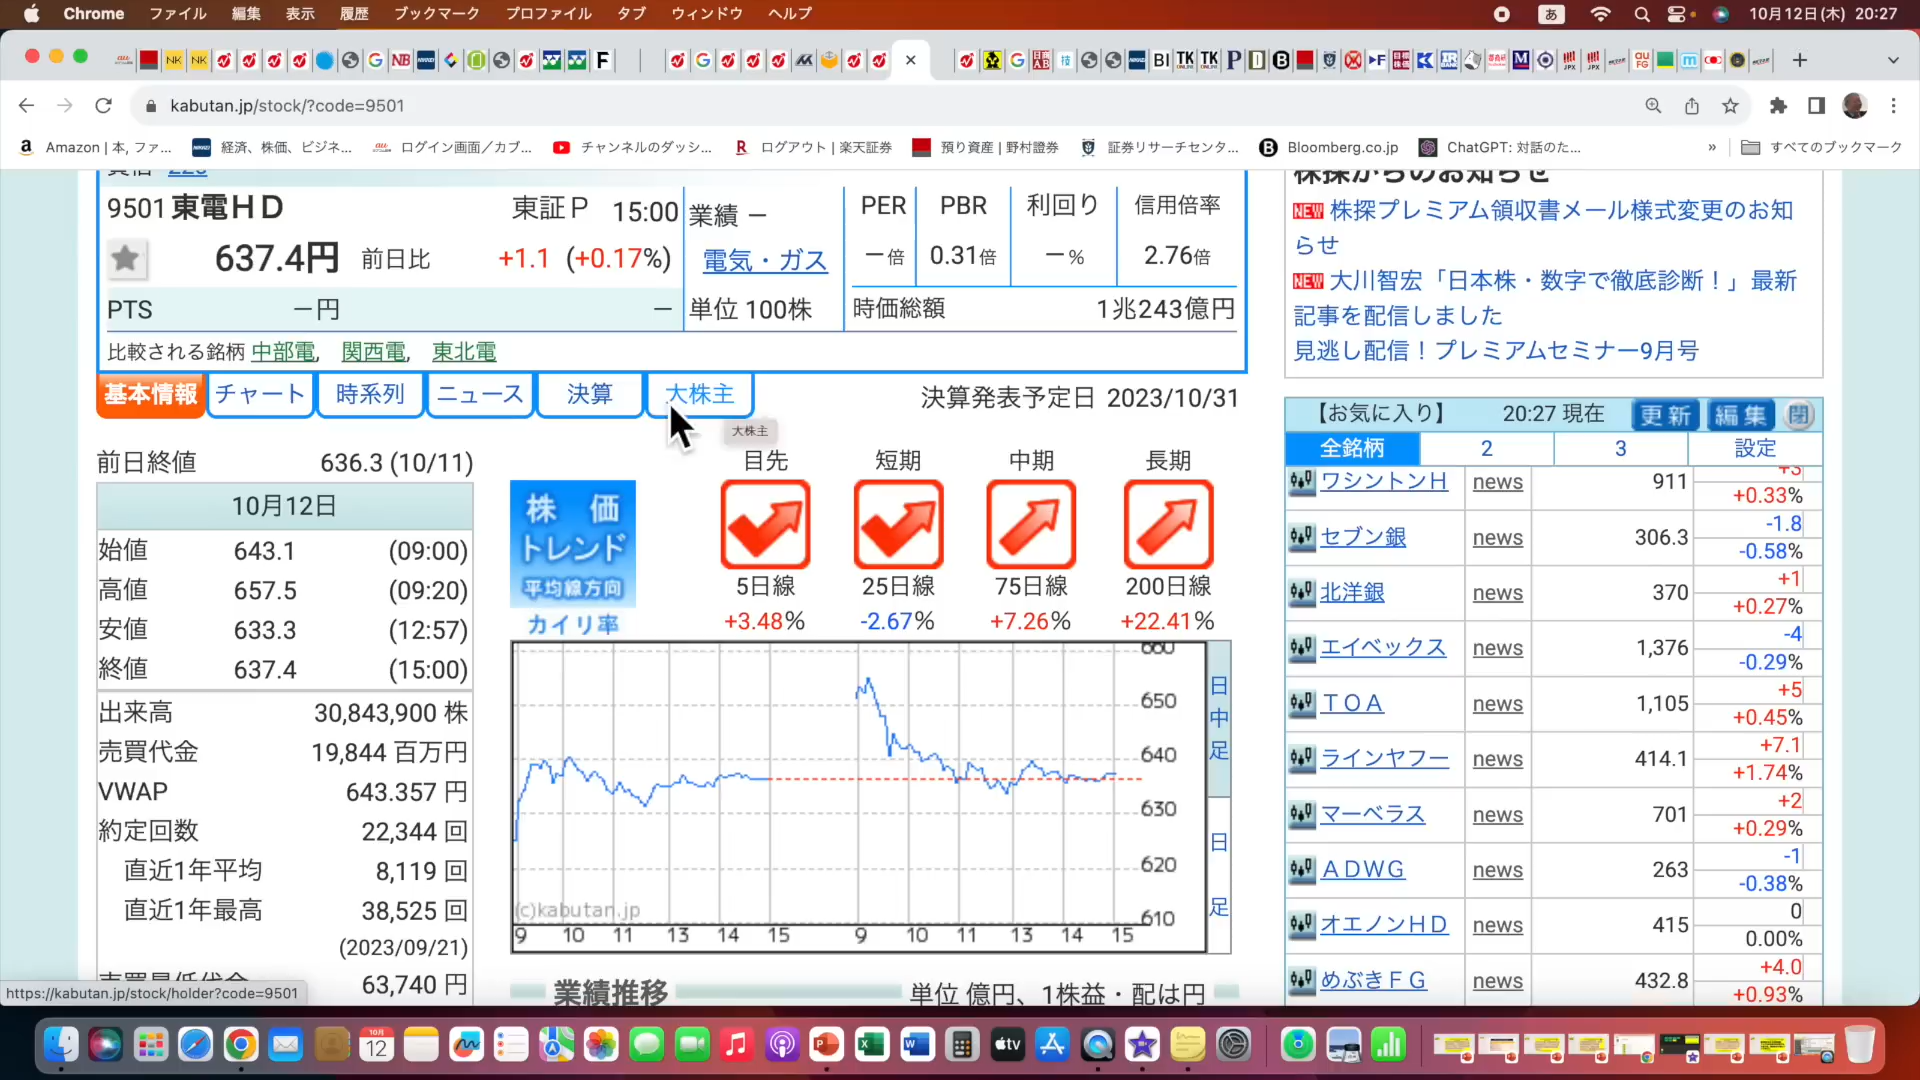 Chrome ファイル 編集 表示 履歴 ブックマーク プロファイル タブ ウィンドウ ヘルプ あ 10月12日(木) 20:27
kabutan.jp/stock/?code=9501
Amazon | 本, ファ... 経済、株価、ビジネ... ログイン画面／カブ... チャンネルのダッシ... ログアウト | 楽天証券 預り資産 | 野村證券 証券リサーチセンタ... Bloomberg.co.jp ChatGPT: 対話のた... » すべてのブックマーク
9501 東電ＨＤ 東証Ｐ 15:00 業績 －
637.4円 前日比 +1.1 (+0.17%) 電気・ガス
PTS －円 － 単位 100株
PER PBR 利回り 信用倍率
－倍 0.31倍 －% 2.76倍
時価総額 1兆243億円
比較される銘柄 中部電, 関西電, 東北電
基本情報 チャート 時系列 ニュース 決算 大株主 決算発表予定日 2023/10/31
大株主
前日終値 636.3 (10/11)
10月12日
始値 643.1 (09:00)
高値 657.5 (09:20)
安値 633.3 (12:57)
終値 637.4 (15:00)
出来高 30,843,900 株
売買代金 19,844 百万円
VWAP 643.357 円
約定回数 22,344 回
直近1年平均 8,119 回
直近1年最高 38,525 回
(2023/09/21)
売買最低代金 63,740 円
https://kabutan.jp/stock/holder?code=9501
株価
トレンド
平均線方向
カイリ率
目先 短期 中期 長期
5日線 25日線 75日線 200日線
+3.48% -2.67% +7.26% +22.41%
660
650
640
630
620
610
(c)kabutan.jp
9 10 11 13 14 15 9 10 11 13 14 15
日中足
日足
業績推移 単位 億円、1株益・配は円
株探からのお知らせ
NEW 株探プレミアム領収書メール様式変更のお知
らせ
NEW 大川智宏「日本株・数字で徹底診断！」最新
記事を配信しました
見逃し配信！プレミアムセミナー9月号
【お気に入り】 20:27 現在 更新 編集 閉
全銘柄 2 3 設定
ワシントンH news 911 +3 +0.33%
セブン銀 news 306.3 -1.8 -0.58%
北洋銀 news 370 +1 +0.27%
エイベックス news 1,376 -4 -0.29%
ＴＯＡ news 1,105 +5 +0.45%
ラインヤフー news 414.1 +7.1 +1.74%
マーベラス news 701 +2 +0.29%
ＡＤＷＧ news 263 -1 -0.38%
オエノンＨＤ news 415 0 0.00%
めぶきＦＧ news 432.8 +4.0 +0.93%
10月
12
tv